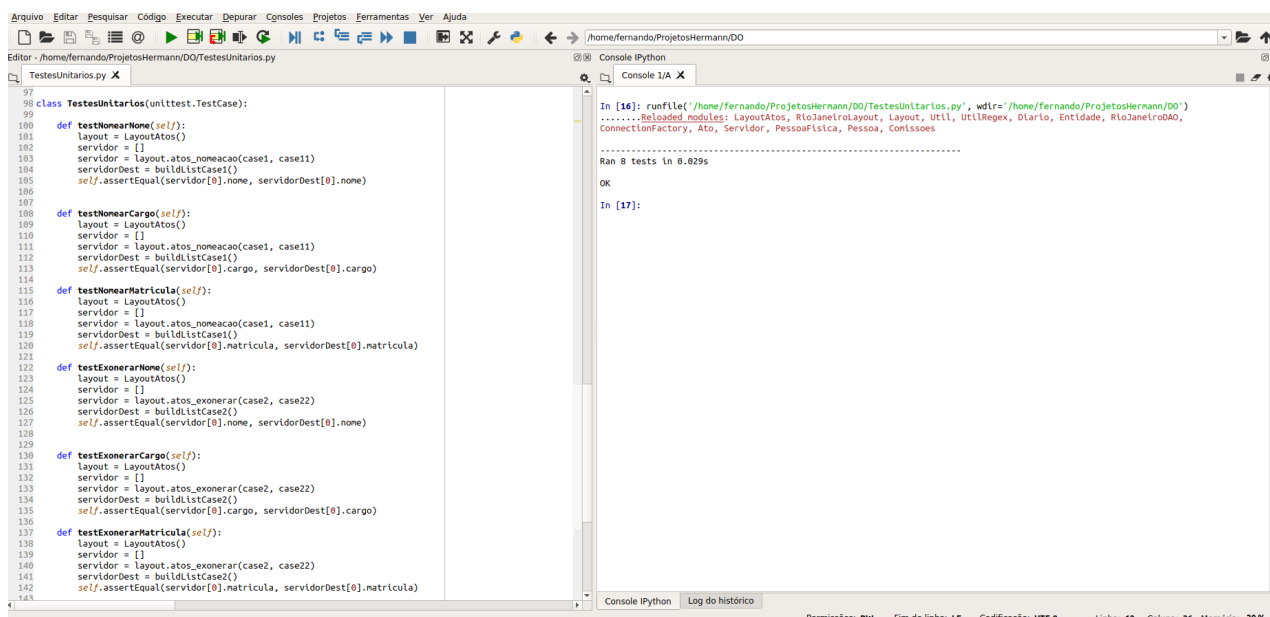 Arquivo Editar Pesquisar Código Executar Depurar Consoles Projetos Ferramentas Ver Ajuda
/home/fernando/ProjetosHermann/DO
Editor - /home/fernando/ProjetosHermann/DO/TestesUnitarios.py
TestesUnitarios.py
97
98 class TestesUnitarios(unittest.TestCase):
99
100 def testNomearNome(self):
101 layout = LayoutAtos()
102 servidor = []
103 servidor = layout.atos_nomeacao(case1, case11)
104 servidorDest = buildListCase1()
105 self.assertEqual(servidor[0].nome, servidorDest[0].nome)
106
107
108 def testNomearCargo(self):
109 layout = LayoutAtos()
110 servidor = []
111 servidor = layout.atos_nomeacao(case1, case11)
112 servidorDest = buildListCase1()
113 self.assertEqual(servidor[0].cargo, servidorDest[0].cargo)
114
115 def testNomearMatricula(self):
116 layout = LayoutAtos()
117 servidor = []
118 servidor = layout.atos_nomeacao(case1, case11)
119 servidorDest = buildListCase1()
120 self.assertEqual(servidor[0].matricula, servidorDest[0].matricula)
121
122 def testExonerarNome(self):
123 layout = LayoutAtos()
124 servidor = []
125 servidor = layout.atos_exonerar(case2, case22)
126 servidorDest = buildListCase2()
127 self.assertEqual(servidor[0].nome, servidorDest[0].nome)
128
129
130 def testExonerarCargo(self):
131 layout = LayoutAtos()
132 servidor = []
133 servidor = layout.atos_exonerar(case2, case22)
134 servidorDest = buildListCase2()
135 self.assertEqual(servidor[0].cargo, servidorDest[0].cargo)
136
137 def testExonerarMatricula(self):
138 layout = LayoutAtos()
139 servidor = []
140 servidor = layout.atos_exonerar(case2, case22)
141 servidorDest = buildListCase2()
142 self.assertEqual(servidor[0].matricula, servidorDest[0].matricula)
143
Console IPython
Console 1/A
In [16]: runfile('/home/fernando/ProjetosHermann/DO/TestesUnitarios.py', wdir='/home/fernando/ProjetosHermann/DO')
........Reloaded modules: LayoutAtos, RioJaneiroLayout, Layout, Util, UtilRegex, Diario, Entidade, RioJaneiroDAO,
ConnectionFactory, Ato, Servidor, PessoaFisica, Pessoa, Comissoes
----------------------------------------------------------------------
Ran 8 tests in 0.029s
OK
In [17]:
Console IPython Log do histórico